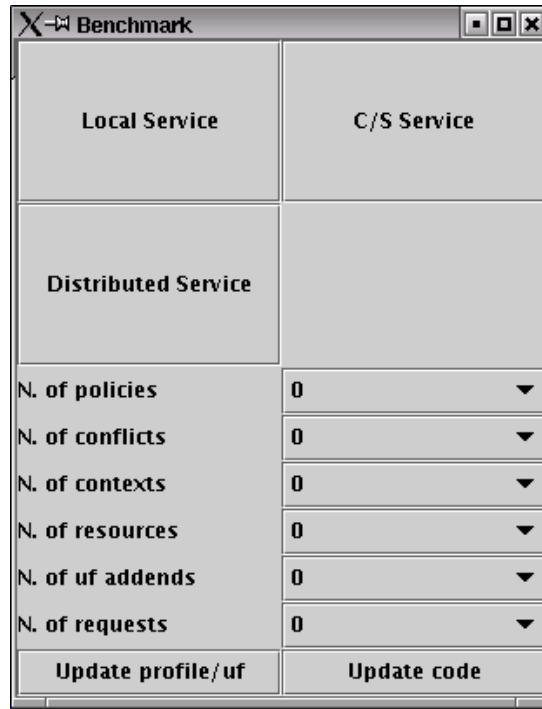 Benchmark
Local Service C/S Service
Distributed Service
N. of policies 0
N. of conflicts 0
N. of contexts 0
N. of resources 0
N. of uf addends 0
N. of requests 0
Update profile/uf Update code